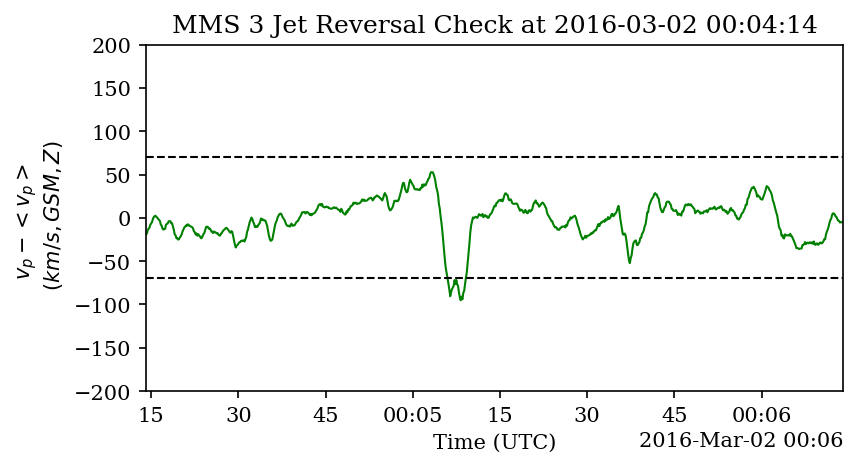 MMS 3 Jet Reversal Check at 2016-03-02 00:04:14
200
150
100
50
0
−50
−100
−150
−200
v_p − < v_p >
(km/s, GSM, Z)
15 30 45 00:05 15 30 45 00:06
Time (UTC)
2016-Mar-02 00:06